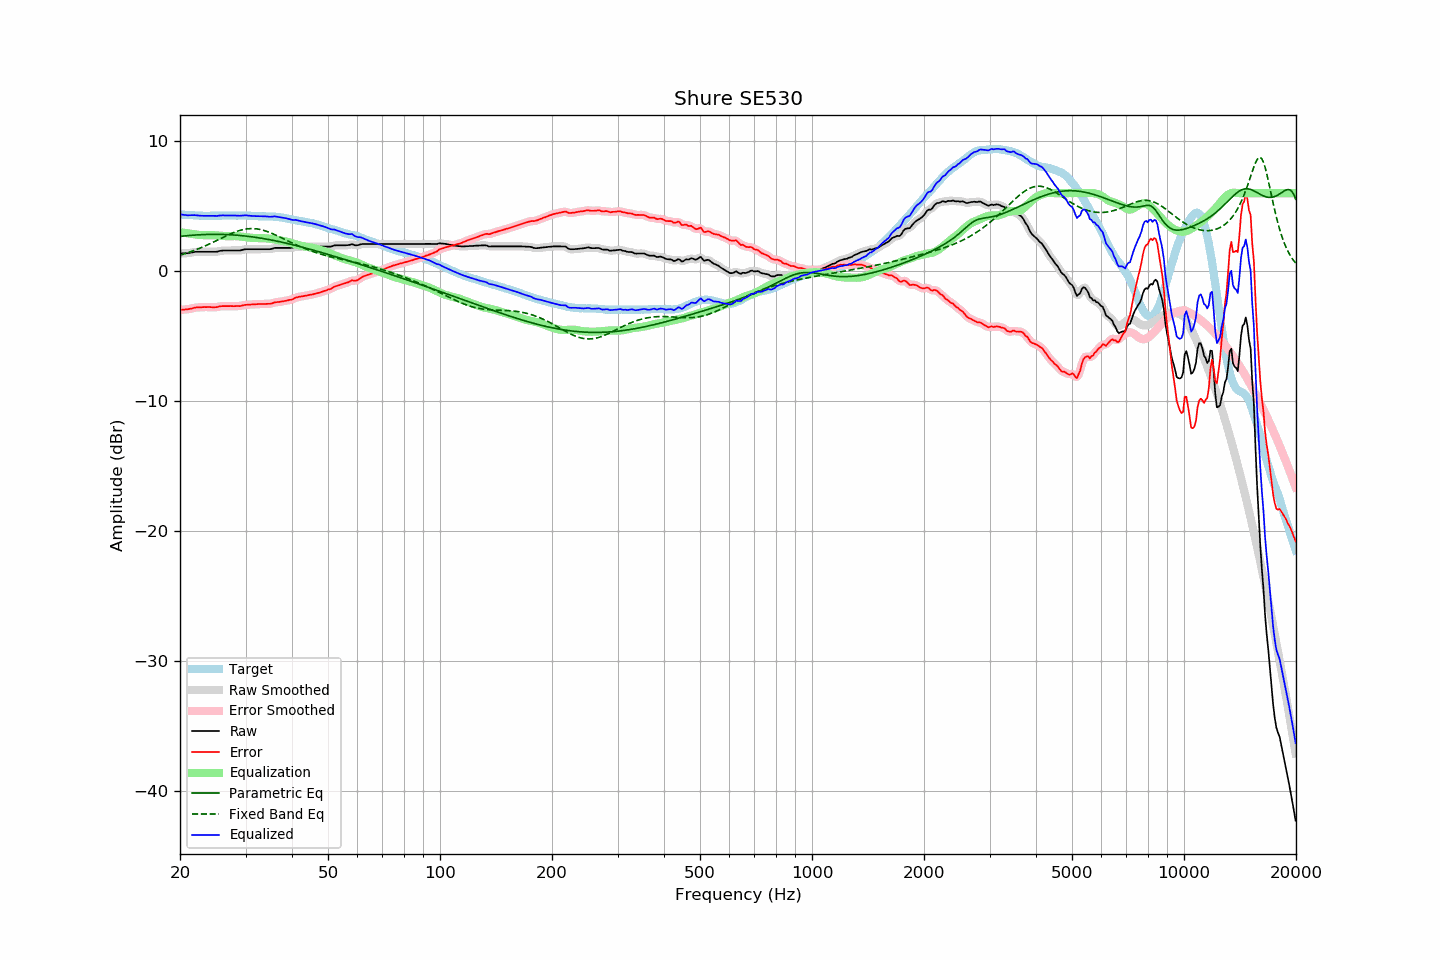 Shure SE530
Amplitude (dBr)
10
0
−10
−20
−30
−40
Target
Raw Smoothed
Error Smoothed
Raw
Error
Equalization
Parametric Eq
Fixed Band Eq
Equalized
20 50 100 200 500 1000 2000 5000 10000 20000
Frequency (Hz)